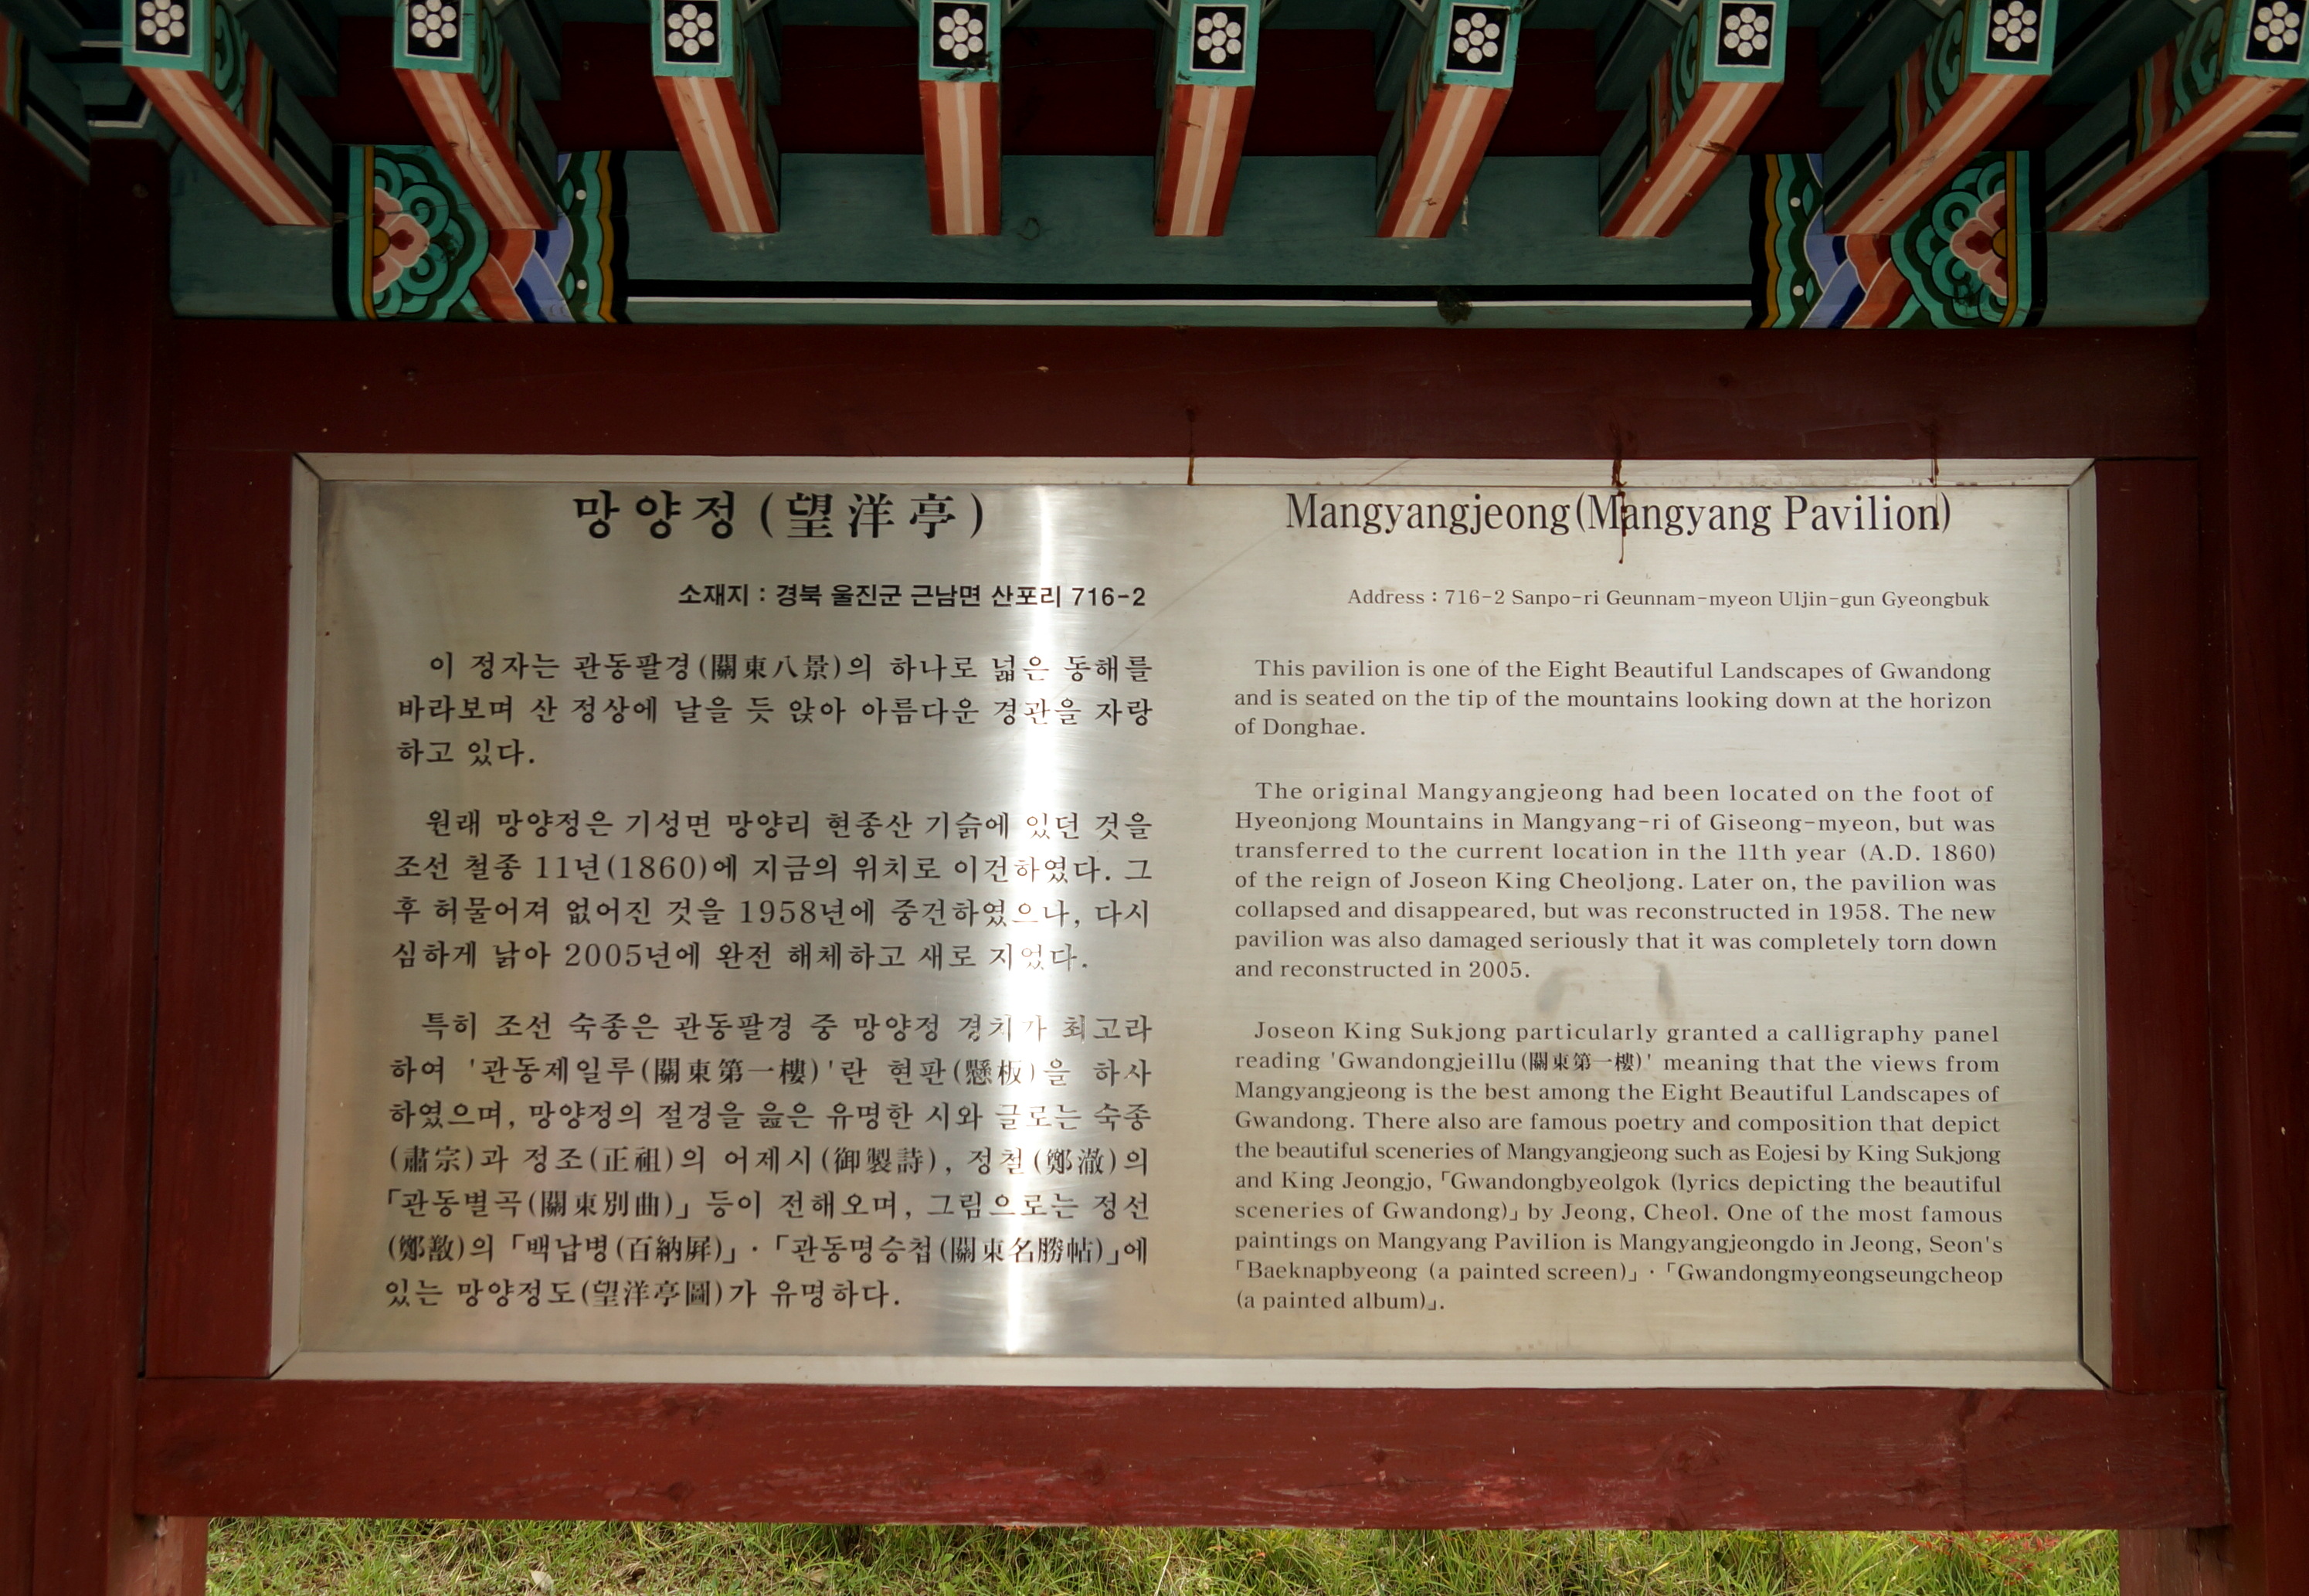 망양정(望洋亭)
소재지 : 경북 울진군 근남면 산포리 716-2
이 정자는 관동팔경(關東八景)의 하나로 넓은 동해를
바라보며 산 정상에 날을 듯 앉아 아름다운 경관을 자랑
하고 있다.
원래 망양정은 기성면 망양리 현종산 기슭에 있던 것을
조선 철종 11년(1860)에 지금의 위치로 이건하였다. 그
후 허물어져 없어진 것을 1958년에 중건하였으나, 다시
심하게 낡아 2005년에 완전 해체하고 새로 지었다.
특히 조선 숙종은 관동팔경 중 망양정 경치가 최고라
하여 '관동제일루(關東第一樓)'란 현판(懸板)을 하사
하였으며, 망양정의 절경을 읊은 유명한 시와 글로는 숙종
(肅宗)과 정조(正祖)의 어제시(御製詩), 정철(鄭澈)의
「관동별곡(關東別曲)」 등이 전해오며, 그림으로는 정선
(鄭敾)의 「백납병(百納屛)」·「관동명승첩(關東名勝帖)」에
있는 망양정도(望洋亭圖)가 유명하다.
Mangyangjeong(Mangyang Pavilion)
Address : 716-2 Sanpo-ri Geunnam-myeon Uljin-gun Gyeongbuk
This pavilion is one of the Eight Beautiful Landscapes of Gwandong
and is seated on the tip of the mountains looking down at the horizon
of Donghae.
The original Mangyangjeong had been located on the foot of
Hyeonjong Mountains in Mangyang-ri of Giseong-myeon, but was
transferred to the current location in the 11th year (A.D. 1860)
of the reign of Joseon King Cheoljong. Later on, the pavilion was
collapsed and disappeared, but was reconstructed in 1958. The new
pavilion was also damaged seriously that it was completely torn down
and reconstructed in 2005.
Joseon King Sukjong particularly granted a calligraphy panel
reading 'Gwandongjeillu(關東第一樓)' meaning that the views from
Mangyangjeong is the best among the Eight Beautiful Landscapes of
Gwandong. There also are famous poetry and composition that depict
the beautiful sceneries of Mangyangjeong such as Eojesi by King Sukjong
and King Jeongjo, 「Gwandongbyeolgok (lyrics depicting the beautiful
sceneries of Gwandong)」 by Jeong, Cheol. One of the most famous
paintings on Mangyang Pavilion is Mangyangjeongdo in Jeong, Seon's
「Baeknapbyeong (a painted screen)」·「Gwandongmyeongseungcheop
(a painted album)」.